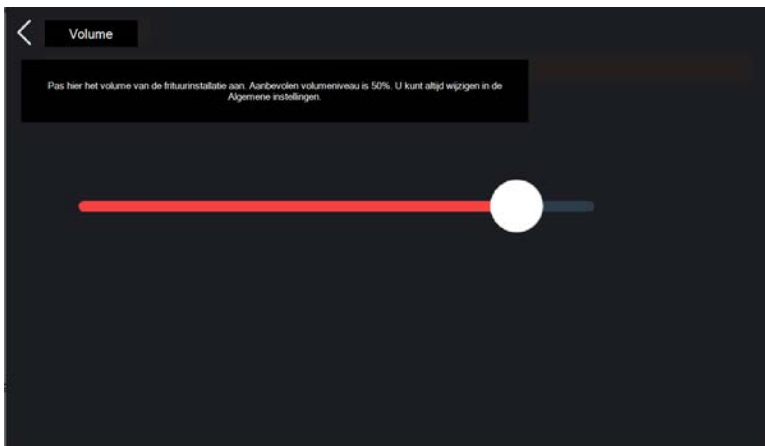 Volume
Pas hier het volume van de frituurinstallatie aan. Aanbevolen volumeniveau is 50%. U kunt altijd wijzigen in de
Algemene instellingen.